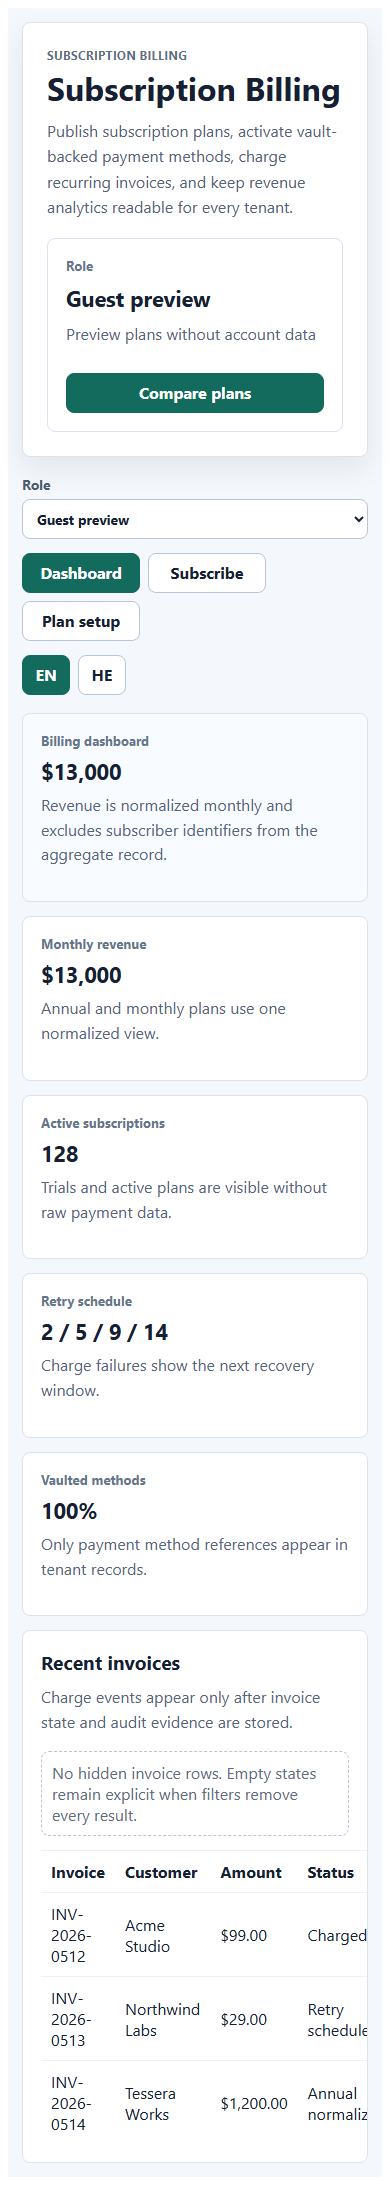 SUBSCRIPTION BILLING
Subscription Billing
Publish subscription plans, activate vault-
backed payment methods, charge
recurring invoices, and keep revenue
analytics readable for every tenant.
Role
Guest preview
Preview plans without account data
Compare plans
Role
Guest preview
Dashboard
Subscribe
Plan setup
EN
HE
Billing dashboard
$13,000
Revenue is normalized monthly and
excludes subscriber identifiers from the
aggregate record.
Monthly revenue
$13,000
Annual and monthly plans use one
normalized view.
Active subscriptions
128
Trials and active plans are visible without
raw payment data.
Retry schedule
2 / 5 / 9 / 14
Charge failures show the next recovery
window.
Vaulted methods
100%
Only payment method references appear in
tenant records.
Recent invoices
Charge events appear only after invoice
state and audit evidence are stored.
No hidden invoice rows. Empty states
remain explicit when filters remove
every result.
Invoice Customer Amount Status
INV-
2026-
0512
Acme
Studio
$99.00
Charged
INV-
2026-
0513
Northwind
Labs
$29.00
Retry
schedule
INV-
2026-
0514
Tessera
Works
$1,200.00
Annual